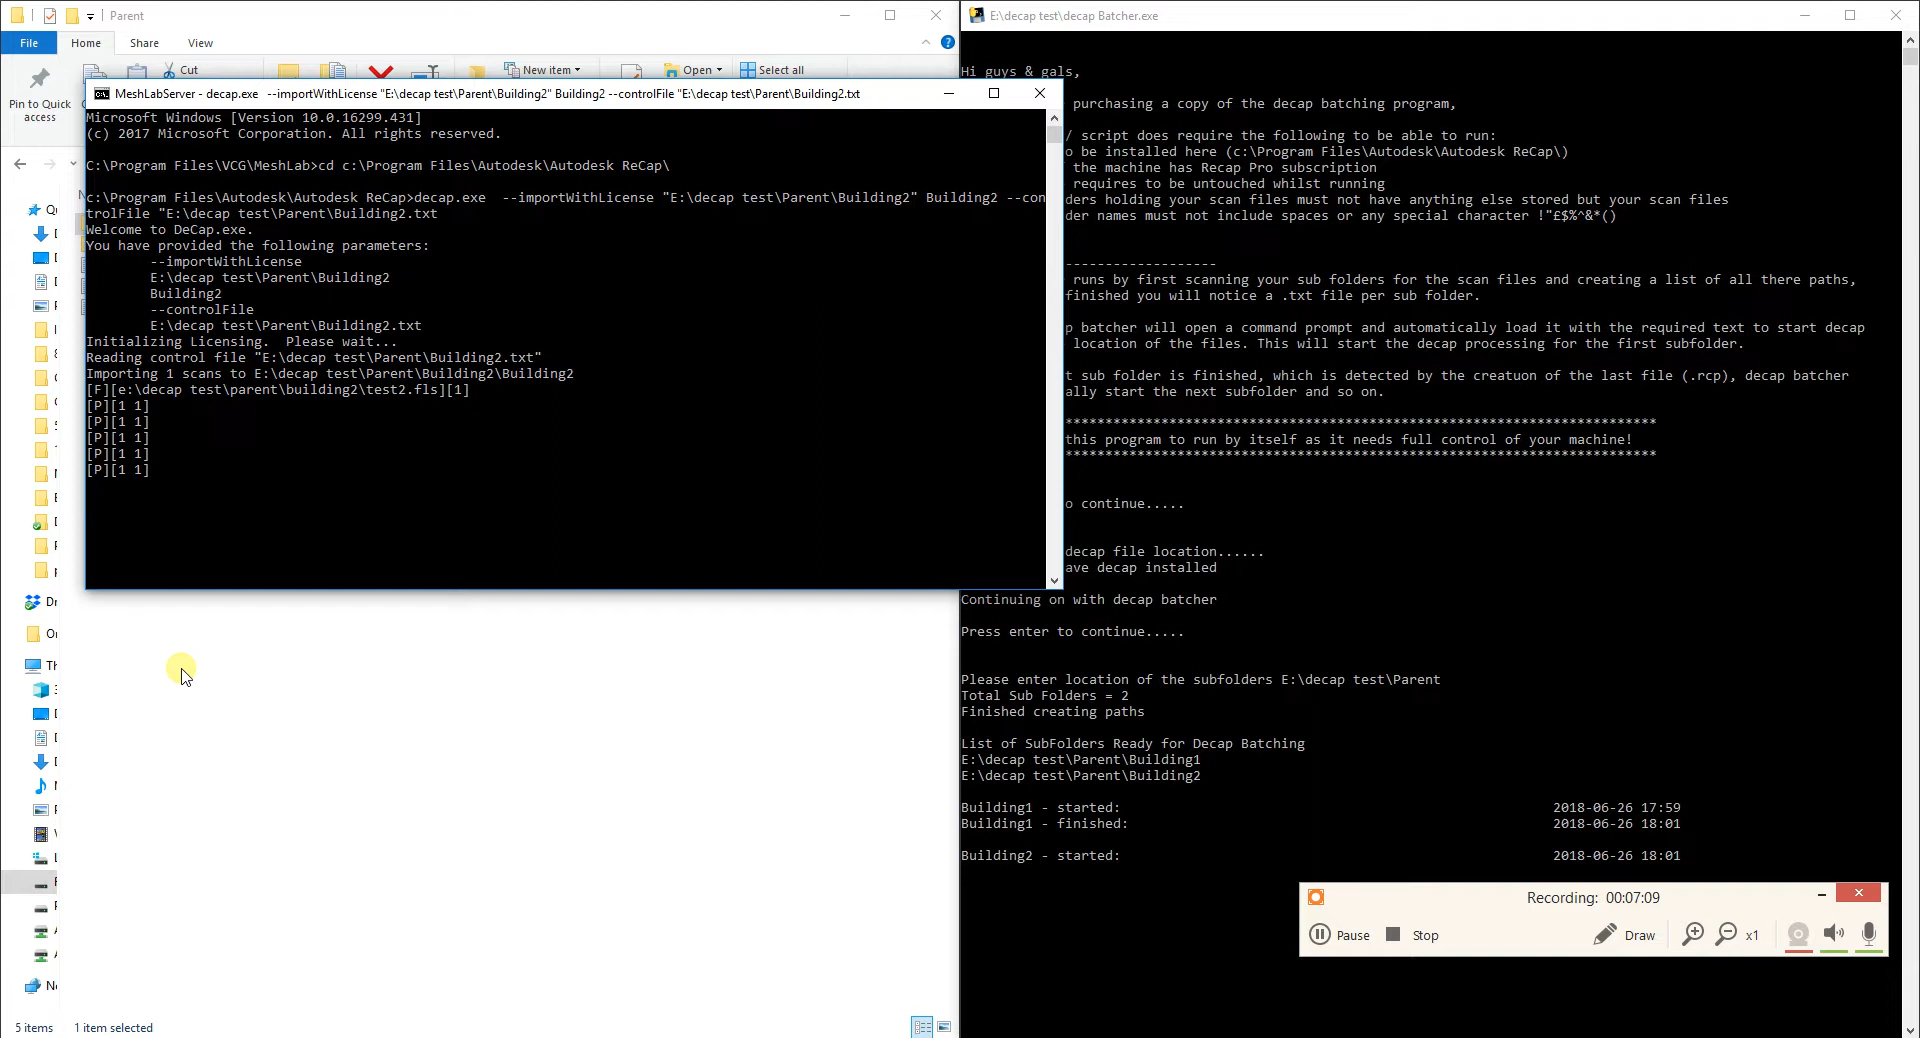 Parent
File
Home
Share
View
Cut
New item
Open
Select all
Pin to Quick
access
MeshLabServer - decap.exe --importWithLicense "E:\decap test\Parent\Building2" Building2 --controlFile "E:\decap test\Parent\Building2.txt
Microsoft Windows [Version 10.0.16299.431]
(c) 2017 Microsoft Corporation. All rights reserved.
C:\Program Files\VCG\MeshLab>cd c:\Program Files\Autodesk\Autodesk ReCap\
c:\Program Files\Autodesk\Autodesk ReCap>decap.exe  --importWithLicense "E:\decap test\Parent\Building2" Building2 --con
trolFile "E:\decap test\Parent\Building2.txt
Welcome to DeCap.exe.
You have provided the following parameters:
--importWithLicense
E:\decap test\Parent\Building2
Building2
--controlFile
E:\decap test\Parent\Building2.txt
Initializing Licensing.  Please wait...
Reading control file "E:\decap test\Parent\Building2.txt"
Importing 1 scans to E:\decap test\Parent\Building2\Building2
[F][e:\decap test\parent\building2\test2.fls][1]
[P][1 1]
[P][1 1]
[P][1 1]
[P][1 1]
[P][1 1]
5 items
1 item selected
E:\decap test\decap Batcher.exe
Hi guys & gals,
purchasing a copy of the decap batching program,
/ script does require the following to be able to run:
o be installed here (c:\Program Files\Autodesk\Autodesk ReCap\)
the machine has Recap Pro subscription
requires to be untouched whilst running
ders holding your scan files must not have anything else stored but your scan files
der names must not include spaces or any special character !"£$%^&*()
-------------------
runs by first scanning your sub folders for the scan files and creating a list of all there paths,
finished you will notice a .txt file per sub folder.
p batcher will open a command prompt and automatically load it with the required text to start decap
location of the files. This will start the decap processing for the first subfolder.
t sub folder is finished, which is detected by the creatuon of the last file (.rcp), decap batcher
ally start the next subfolder and so on.
**************************************************************************
this program to run by itself as it needs full control of your machine!
**************************************************************************
o continue.....
decap file location......
ave decap installed
Continuing on with decap batcher
Press enter to continue.....
Please enter location of the subfolders E:\decap test\Parent
Total Sub Folders = 2
Finished creating paths
List of SubFolders Ready for Decap Batching
E:\decap test\Parent\Building1
E:\decap test\Parent\Building2
Building1 - started: 2018-06-26 17:59
Building1 - finished: 2018-06-26 18:01
Building2 - started: 2018-06-26 18:01
Recording: 00:07:09
Pause
Stop
Draw
x1